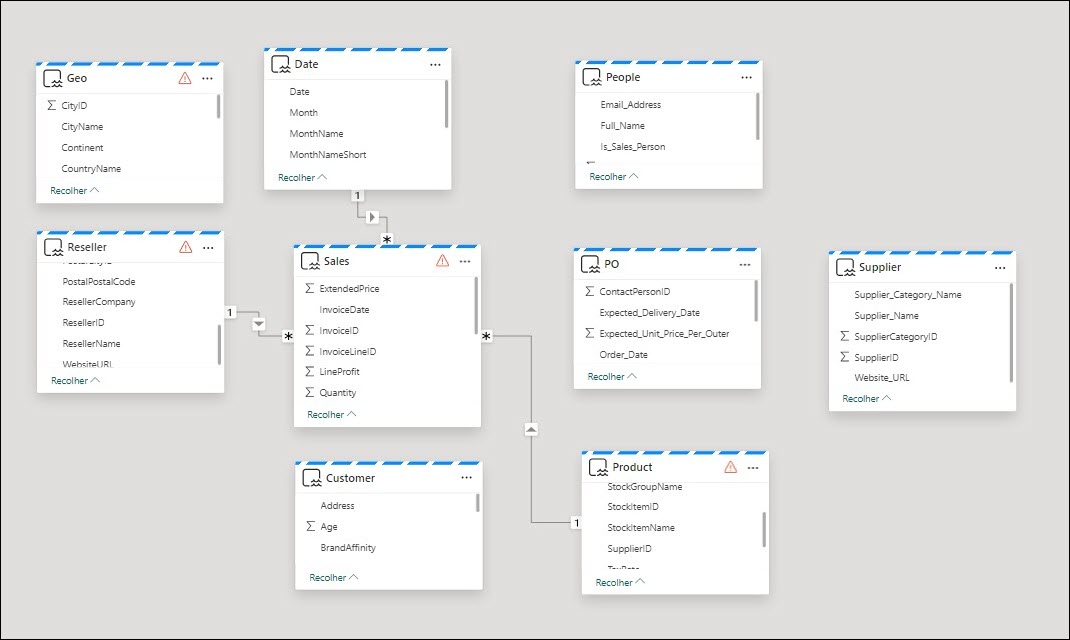 Geo
CityID
CityName
Continent
CountryName
Recolher
Date
Date
Month
MonthName
MonthNameShort
Recolher
People
Email_Address
Full_Name
Is_Sales_Person
Recolher
Reseller
PostalCityID
PostalPostalCode
ResellerCompany
ResellerID
ResellerName
WebsiteURL
Recolher
1
*
1
*
Sales
ExtendedPrice
InvoiceDate
InvoiceID
InvoiceLineID
LineProfit
Quantity
Recolher
*
1
PO
ContactPersonID
Expected_Delivery_Date
Expected_Unit_Price_Per_Outer
Order_Date
Recolher
Supplier
Supplier_Category_Name
Supplier_Name
SupplierCategoryID
SupplierID
Website_URL
Recolher
Customer
Address
Age
BrandAffinity
Recolher
Product
StockGroupName
StockItemID
StockItemName
SupplierID
TaxRate
Recolher